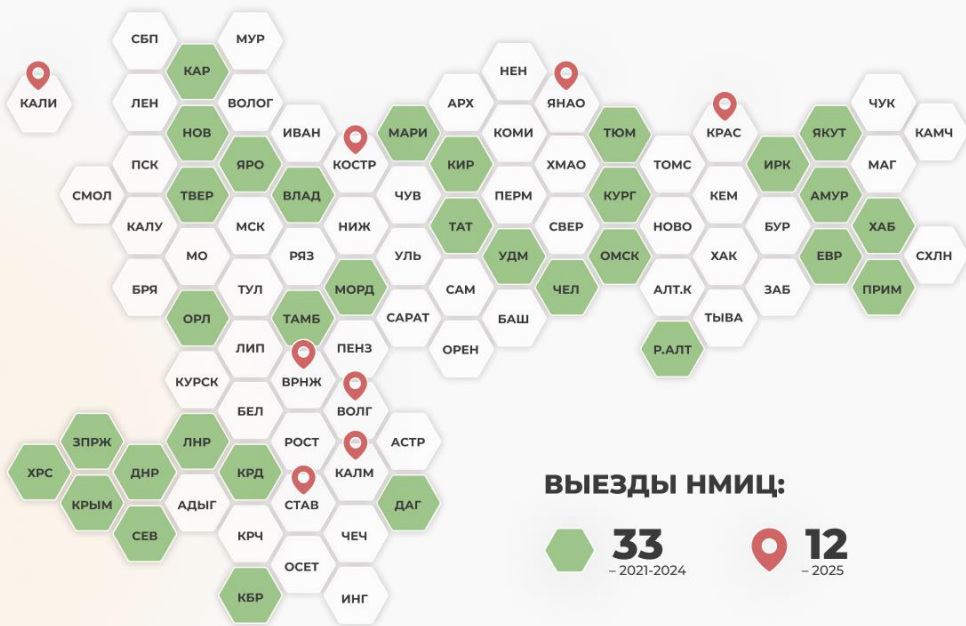 СБП
МУР
КАР
НЕН
КАЛИ
ЛЕН
ВОЛОГ
АРХ
ЯНАО
ЧУК
НОВ
ИВАН
МАРИ
КОМИ
ТЮМ
КРАС
ЯКУТ
КАМЧ
ПСК
ЯРО
КОСТР
КИР
ХМАО
ТОМС
ИРК
МАГ
СМОЛ
ТВЕР
ВЛАД
ЧУВ
ПЕРМ
КУРГ
КЕМ
АМУР
КАЛУ
МСК
НИЖ
ТАТ
СВЕР
НОВО
БУР
ХАБ
МО
РЯЗ
УЛЬ
УДМ
ОМСК
ХАК
ЕВР
СХЛН
БРЯ
ТУЛ
МОРД
САМ
ЧЕЛ
АЛТ.К
ЗАБ
ПРИМ
ОРЛ
ТАМБ
САРАТ
БАШ
ТЫВА
ЛИП
ПЕНЗ
ОРЕН
Р.АЛТ
КУРСК
ВРНЖ
БЕЛ
ВОЛГ
ЗПРЖ
ЛНР
РОСТ
АСТР
ХРС
ДНР
КРД
КАЛМ
КРЫМ
АДЫГ
СТАВ
ДАГ
СЕВ
КРЧ
ЧЕЧ
ОСЕТ
КБР
ИНГ
ВЫЕЗДЫ НМИЦ:
33
– 2021-2024
12
– 2025